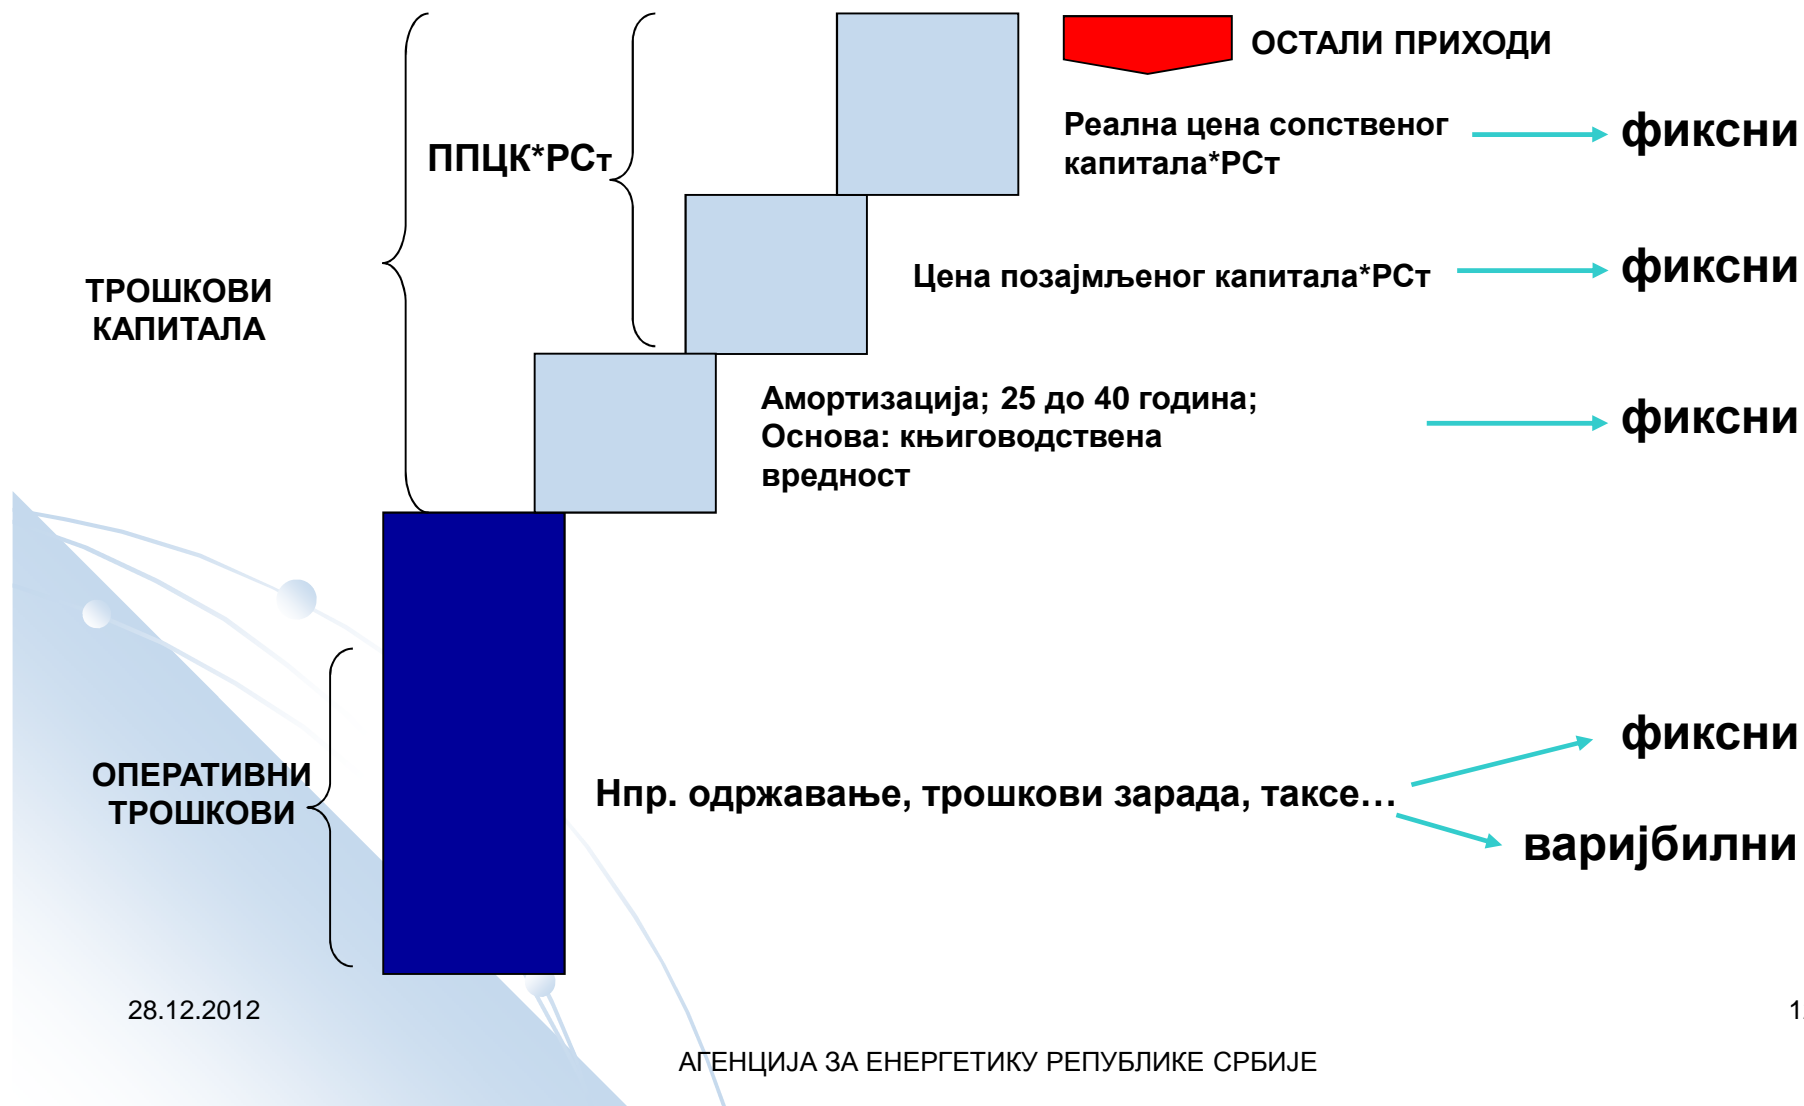 ОСТАЛИ ПРИХОДИ
Реална цена сопственог
капитала*РСт
фиксни
ППЦК*РСт
Цена позајмљеног капитала*РСт
фиксни
ТРОШКОВИ
КАПИТАЛА
Амортизација; 25 до 40 година;
Основа: књиговодствена
вредност
фиксни
ОПЕРАТИВНИ
ТРОШКОВИ
Нпр. одржавање, трошкови зарада, таксе…
фиксни
варијбилни
28.12.2012
АГЕНЦИЈА ЗА ЕНЕРГЕТИКУ РЕПУБЛИКЕ СРБИЈЕ